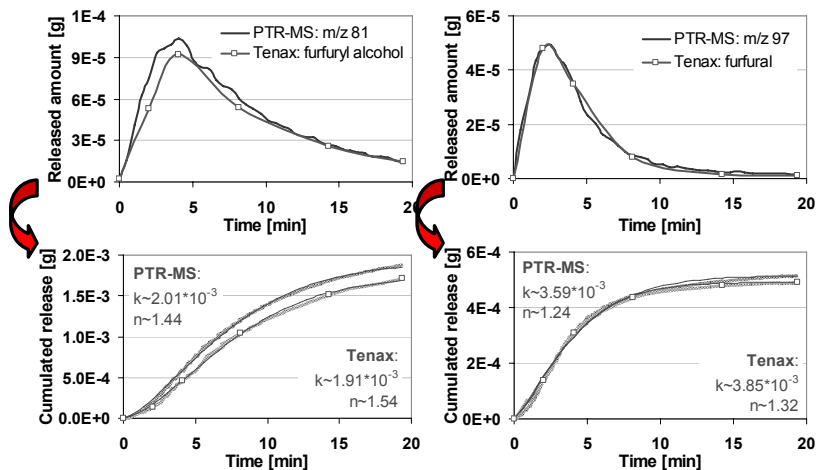 Released amount [g]
1E-4
9E-5
6E-5
3E-5
0E+0
PTR-MS: m/z 81
Tenax: furfuryl alcohol
0 5 10 15 20
Time [min]
Released amount [g]
6E-5
4E-5
2E-5
0E+0
PTR-MS: m/z 97
Tenax: furfural
0 5 10 15 20
Time [min]
Cumulated release [g]
2.0E-3
1.5E-3
1.0E-3
5.0E-4
0.0E+0
PTR-MS:
k~2.01*10⁻³
n~1.44
Tenax:
k~1.91*10⁻³
n~1.54
0 5 10 15 20
Time [min]
Cumulated release [g]
6E-4
4E-4
2E-4
0E+0
PTR-MS:
k~3.59*10⁻³
n~1.24
Tenax:
k~3.85*10⁻³
n~1.32
0 5 10 15 20
Time [min]